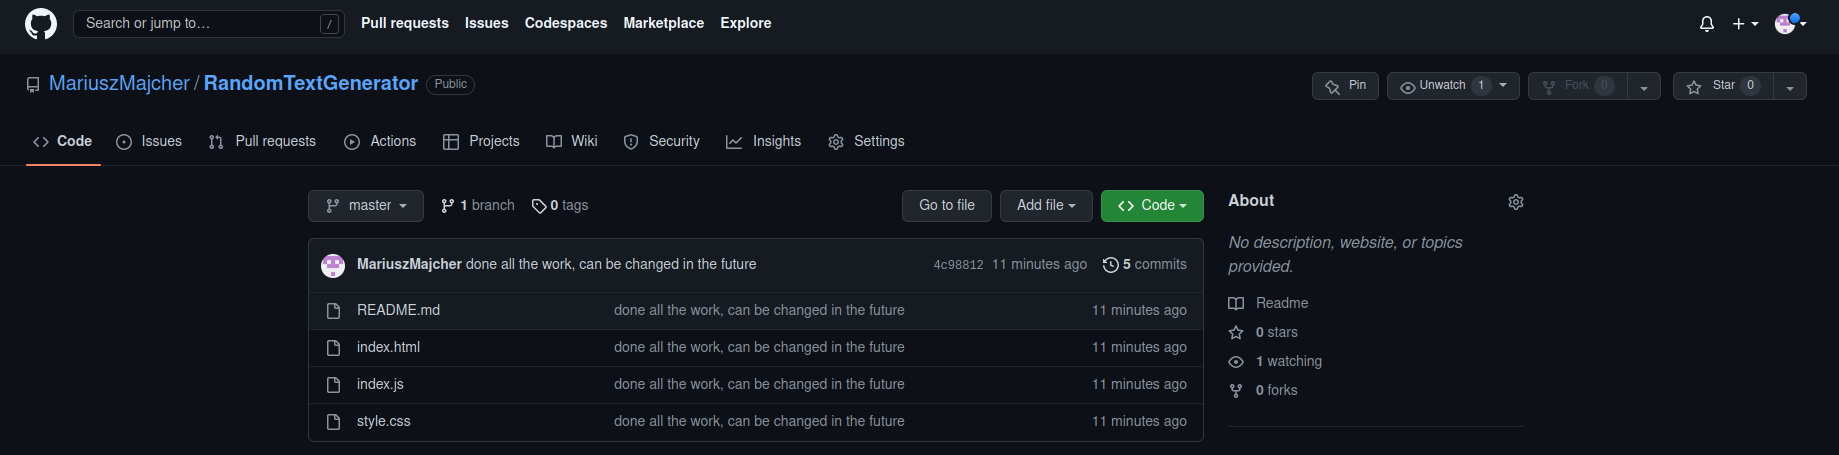 Search or jump to… / Pull requests Issues Codespaces Marketplace Explore
MariuszMajcher / RandomTextGenerator Public Pin Unwatch 1 Fork 0 Star 0
Code Issues Pull requests Actions Projects Wiki Security Insights Settings
master 1 branch 0 tags Go to file Add file Code
MariuszMajcher done all the work, can be changed in the future 4c98812 11 minutes ago 5 commits
README.md done all the work, can be changed in the future 11 minutes ago
index.html done all the work, can be changed in the future 11 minutes ago
index.js done all the work, can be changed in the future 11 minutes ago
style.css done all the work, can be changed in the future 11 minutes ago
About
No description, website, or topics
provided.
Readme
0 stars
1 watching
0 forks